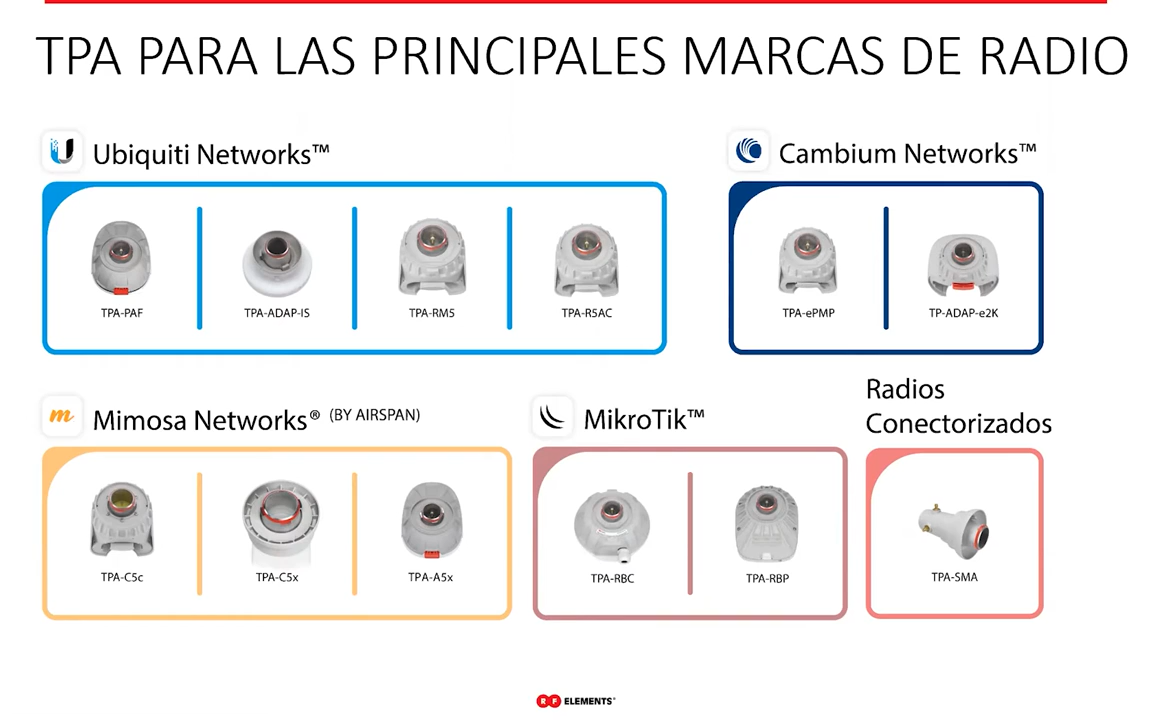 TPA PARA LAS PRINCIPALES MARCAS DE RADIO
Ubiquiti Networks™
TPA-PAF
TPA-ADAP-IS
TPA-RM5
TPA-R5AC
Cambium Networks™
TPA-ePMP
TP-ADAP-e2K
m Mimosa Networks® (BY AIRSPAN)
TPA-C5c
TPA-C5x
TPA-A5x
MikroTik™
TPA-RBC
TPA-RBP
Radios
Conectorizados
TPA-SMA
RF ELEMENTS®